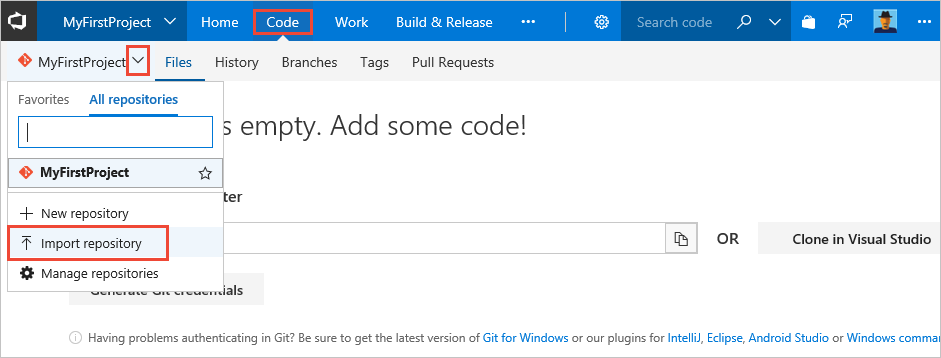 MyFirstProject Home Code Work Build & Release ... Search code ...
MyFirstProject Files History Branches Tags Pull Requests
Favorites All repositories
s empty. Add some code!
MyFirstProject
ter
New repository
Import repository
OR Clone in Visual Studio
Manage repositories
Generate Git credentials
Having problems authenticating in Git? Be sure to get the latest version of Git for Windows or our plugins for IntelliJ, Eclipse, Android Studio or Windows comma